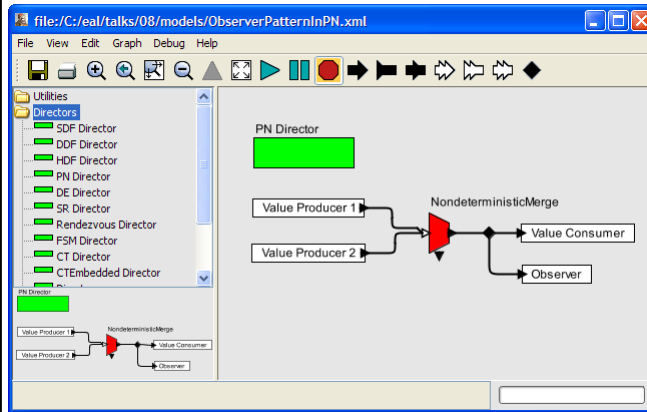 file:/C:/eal/talks/08/models/ObserverPatternInPN.xml
File View Edit Graph Debug Help
Utilities
Directors
SDF Director
DDF Director
HDF Director
PN Director
DE Director
SR Director
Rendezvous Director
FSM Director
CT Director
CTEmbedded Director
PN Director
Value Producer 1
NondeterministicMerge
Value Consumer
Value Producer 2
Observer
PN Director
Value Producer 1
NondeterministicMerge
Value Consumer
Value Producer 2
Observer